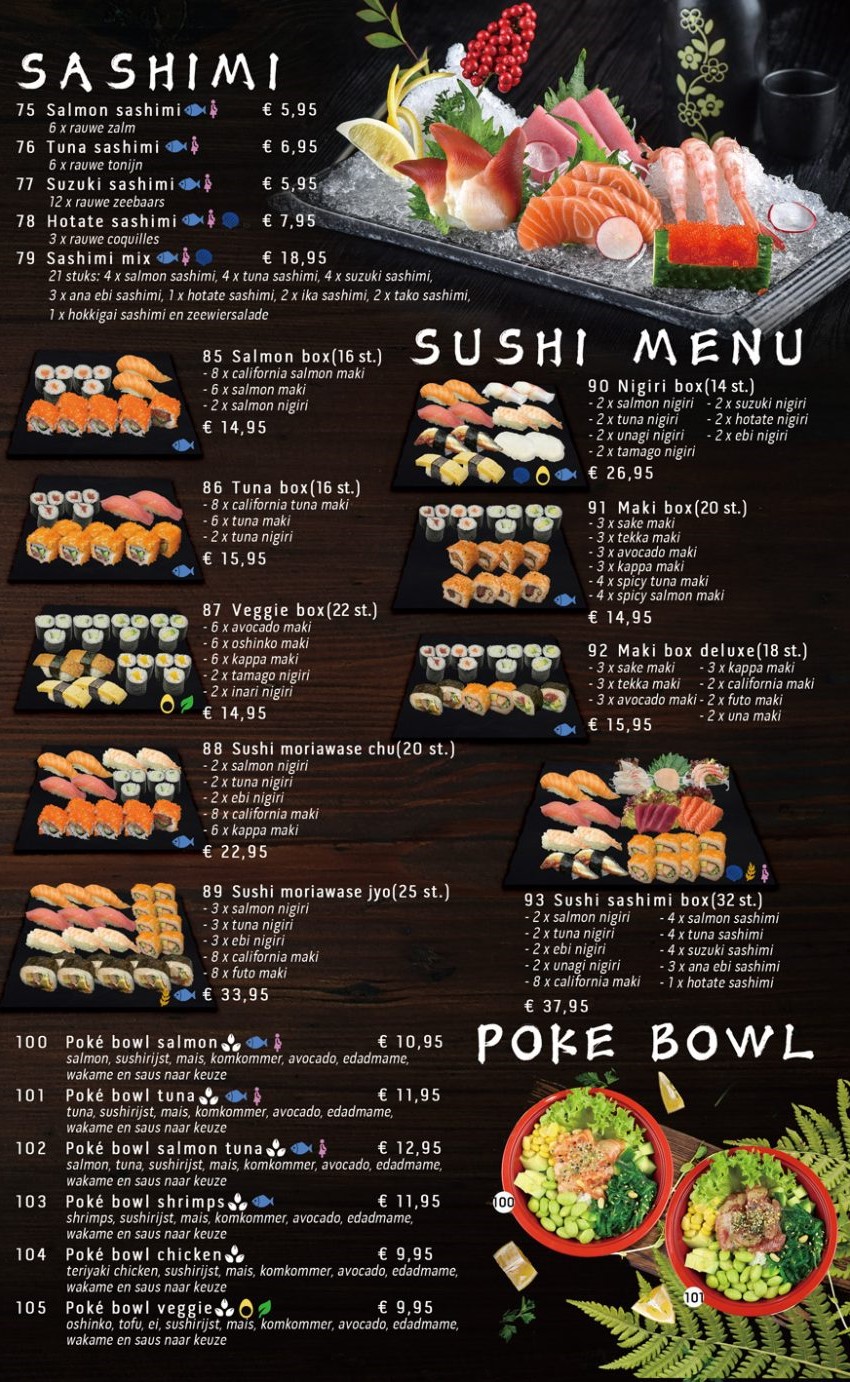 SASHIMI
75 Salmon sashimi € 5,95
6 x rauwe zalm
76 Tuna sashimi € 6,95
6 x rauwe tonijn
77 Suzuki sashimi € 5,95
12 x rauwe zeebaars
78 Hotate sashimi € 7,95
3 x rauwe coquilles
79 Sashimi mix € 18,95
21 stuks: 4 x salmon sashimi, 4 x tuna sashimi, 4 x suzuki sashimi,
3 x ana ebi sashimi, 1 x hotate sashimi, 2 x ika sashimi, 2 x tako sashimi,
1 x hokkigai sashimi en zeewiersalade
SUSHI MENU
85 Salmon box(16 st.)
- 8 x california salmon maki
- 6 x salmon maki
- 2 x salmon nigiri
€ 14,95
86 Tuna box(16 st.)
- 8 x california tuna maki
- 6 x tuna maki
- 2 x tuna nigiri
€ 15,95
87 Veggie box(22 st.)
- 6 x avocado maki
- 6 x oshinko maki
- 6 x kappa maki
- 2 x tamago nigiri
- 2 x inari nigiri
€ 14,95
88 Sushi moriawase chu(20 st.)
- 2 x salmon nigiri
- 2 x tuna nigiri
- 2 x ebi nigiri
- 8 x california maki
- 6 x kappa maki
€ 22,95
89 Sushi moriawase jyo(25 st.)
- 3 x salmon nigiri
- 3 x tuna nigiri
- 3 x ebi nigiri
- 8 x california maki
- 8 x futo maki
€ 33,95
90 Nigiri box(14 st.)
- 2 x salmon nigiri - 2 x suzuki nigiri
- 2 x tuna nigiri - 2 x hotate nigiri
- 2 x unagi nigiri - 2 x ebi nigiri
- 2 x tamago nigiri
€ 26,95
91 Maki box(20 st.)
- 3 x sake maki
- 3 x tekka maki
- 3 x avocado maki
- 3 x kappa maki
- 4 x spicy tuna maki
- 4 x spicy salmon maki
€ 14,95
92 Maki box deluxe(18 st.)
- 3 x sake maki - 3 x kappa maki
- 3 x tekka maki - 2 x california maki
- 3 x avocado maki - 2 x futo maki
- 2 x una maki
€ 15,95
93 Sushi sashimi box(32 st.)
- 2 x salmon nigiri - 4 x salmon sashimi
- 2 x tuna nigiri - 4 x tuna sashimi
- 2 x ebi nigiri - 4 x suzuki sashimi
- 2 x unagi nigiri - 3 x ana ebi sashimi
- 8 x california maki - 1 x hotate sashimi
€ 37,95
POKE BOWL
100 Poké bowl salmon € 10,95
salmon, sushirijst, mais, komkommer, avocado, edadmame,
wakame en saus naar keuze
101 Poké bowl tuna € 11,95
tuna, sushirijst, mais, komkommer, avocado, edadmame,
wakame en saus naar keuze
102 Poké bowl salmon tuna € 12,95
salmon, tuna, sushirijst, mais, komkommer, avocado, edadmame,
wakame en saus naar keuze
103 Poké bowl shrimps € 11,95
shrimps, sushirijst, mais, komkommer, avocado, edadmame,
wakame en saus naar keuze
104 Poké bowl chicken € 9,95
teriyaki chicken, sushirijst, mais, komkommer, avocado, edadmame,
wakame en saus naar keuze
105 Poké bowl veggie € 9,95
oshinko, tofu, ei, sushirijst, mais, komkommer, avocado, edadmame,
wakame en saus naar keuze
100
101